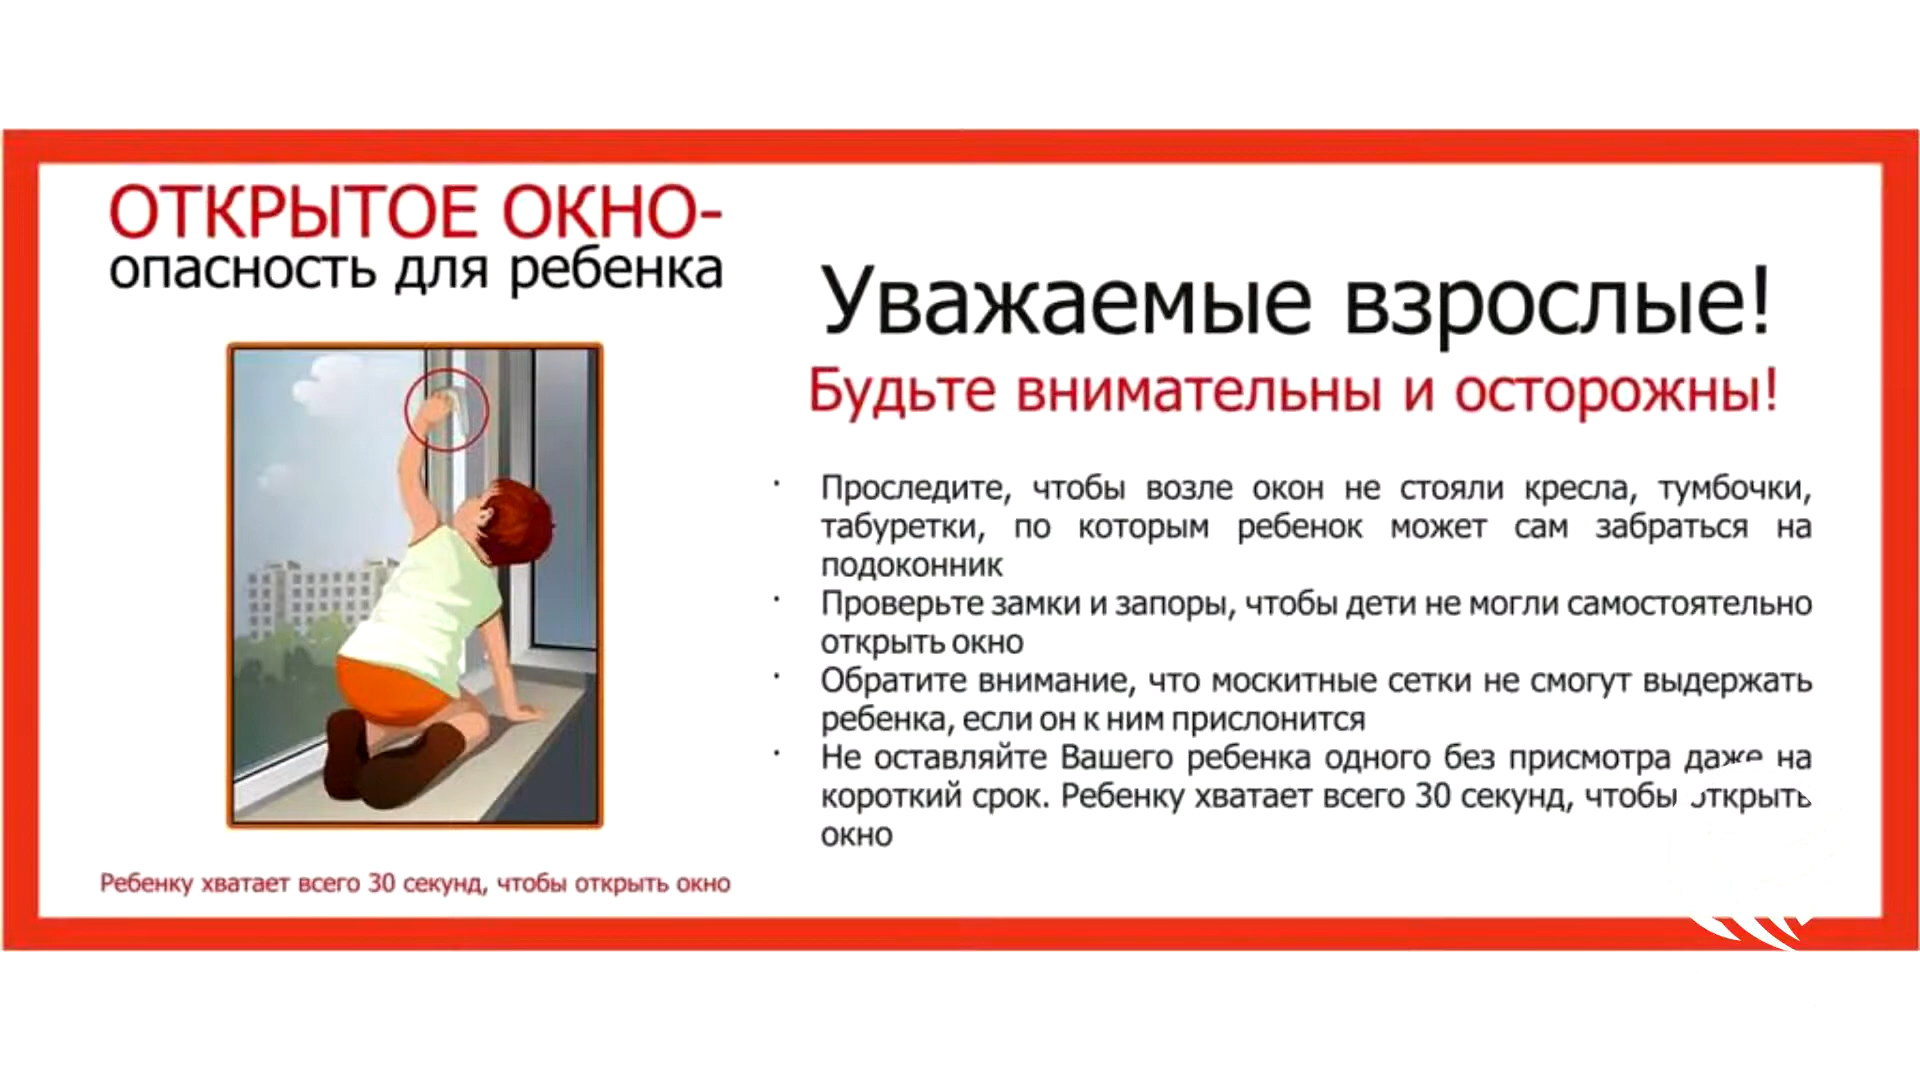 ОТКРЫТОЕ ОКНО-
опасность для ребенка
Ребенку хватает всего 30 секунд, чтобы открыть окно
Уважаемые взрослые!
Будьте внимательны и осторожны!
· Проследите, чтобы возле окон не стояли кресла, тумбочки,
табуретки, по которым ребенок может сам забраться на
подоконник
· Проверьте замки и запоры, чтобы дети не могли самостоятельно
открыть окно
· Обратите внимание, что москитные сетки не смогут выдержать
ребенка, если он к ним прислонится
· Не оставляйте Вашего ребенка одного без присмотра даже на
короткий срок. Ребенку хватает всего 30 секунд, чтобы открыть
окно